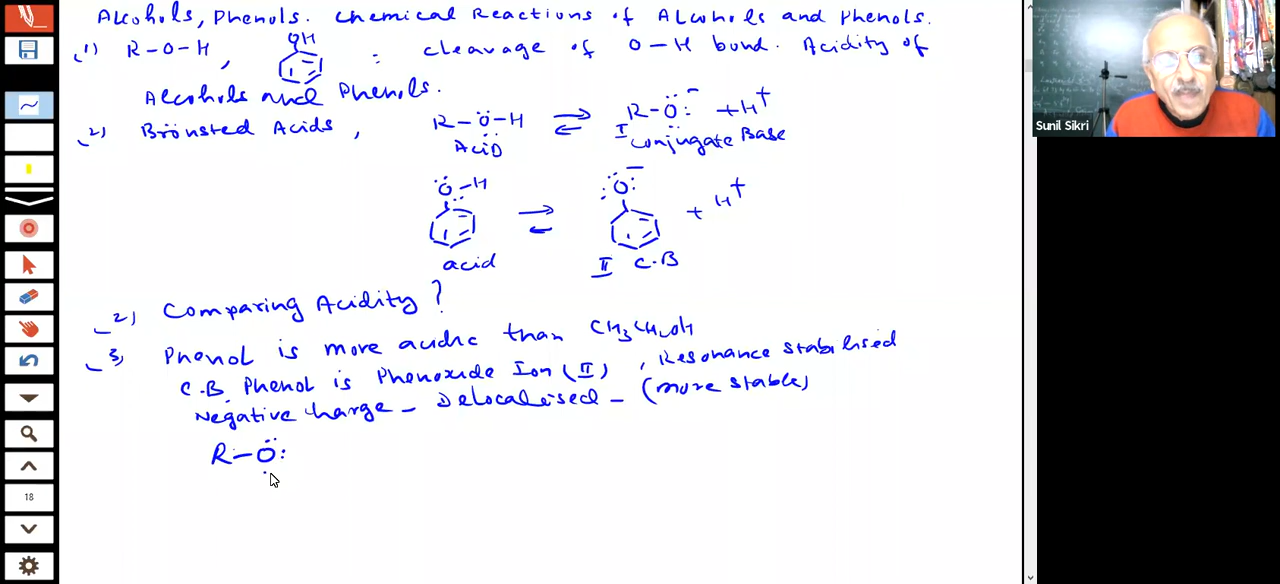 Alcohols, Phenols. Chemical Reactions of Alcohols and Phenols.
1) R-O-H, OH : cleavage of O-H bond. Acidity of
Alcohols and Phenols.
2) Brönsted Acids, R-O-H ⇌ R-O:⁻ + H⁺
Acid I Conjugate Base
O-H ⇌ :O:⁻ + H⁺
acid II C.B
2) Comparing Acidity?
3) Phenol is more acidic than CH₃CH₂OH
C.B. Phenol is Phenoxide Ion (II), Resonance stabilised
Negative charge - Delocalised - (more stable)
R-O:
18
Sunil Sikri